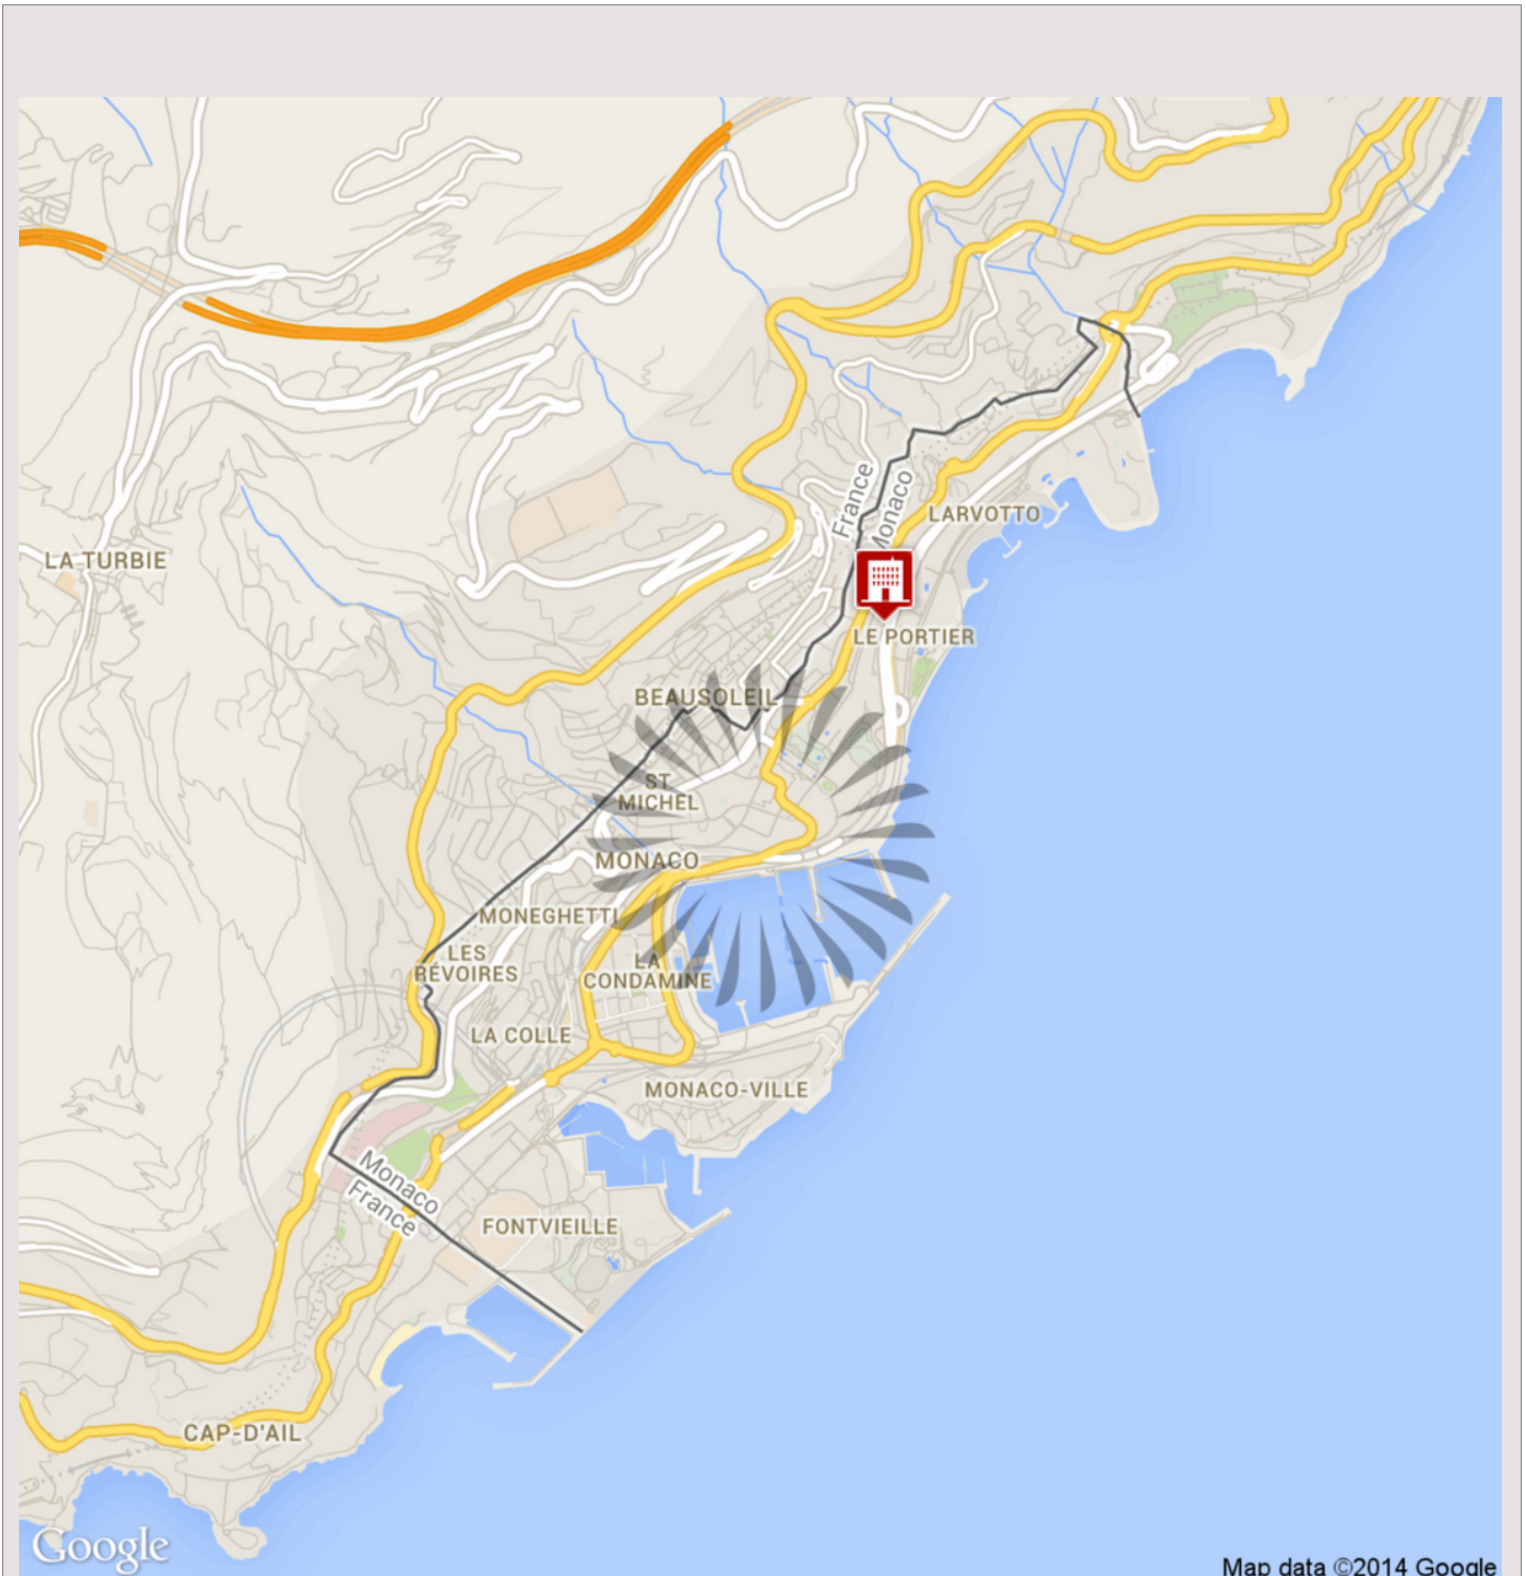 France
Monaco
LARVOTTO
LA TURBIE
LE PORTIER
BEAUSOLEIL
ST
MICHEL
MONACO
MONEGHETTI
LES
RÉVOIRES
LA
CONDAMINE
LA COLLE
MONACO-VILLE
Monaco
France
FONTVIEILLE
CAP-D'AIL
Google
Map data ©2014 Google